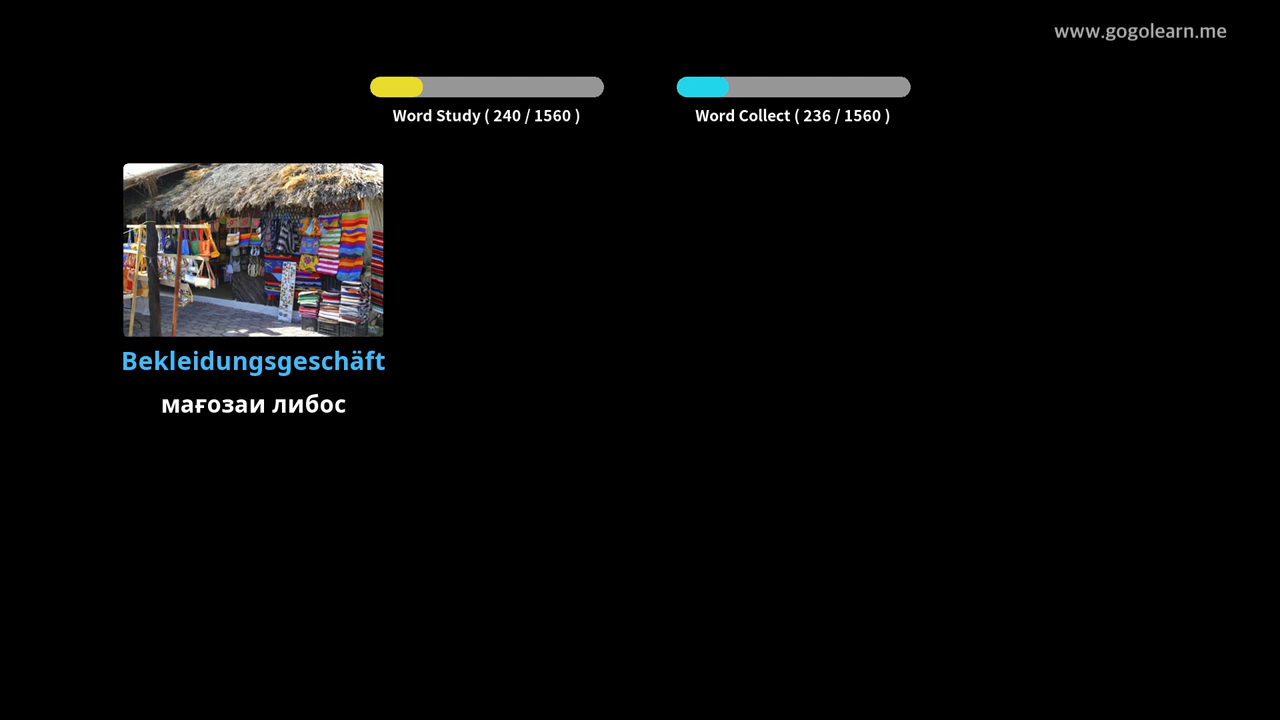 www.gogolearn.me
Word Study ( 240 / 1560 )
Word Collect ( 236 / 1560 )
Bekleidungsgeschäft
мағозаи либос